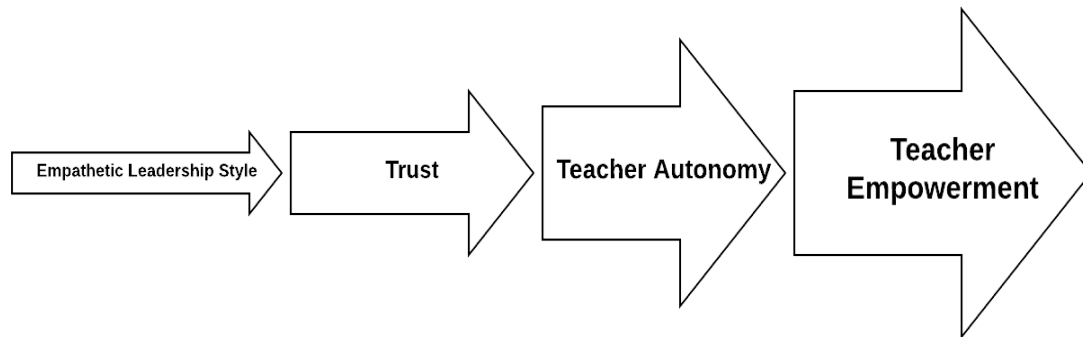 Empathetic Leadership Style
Trust
Teacher Autonomy
Teacher
Empowerment